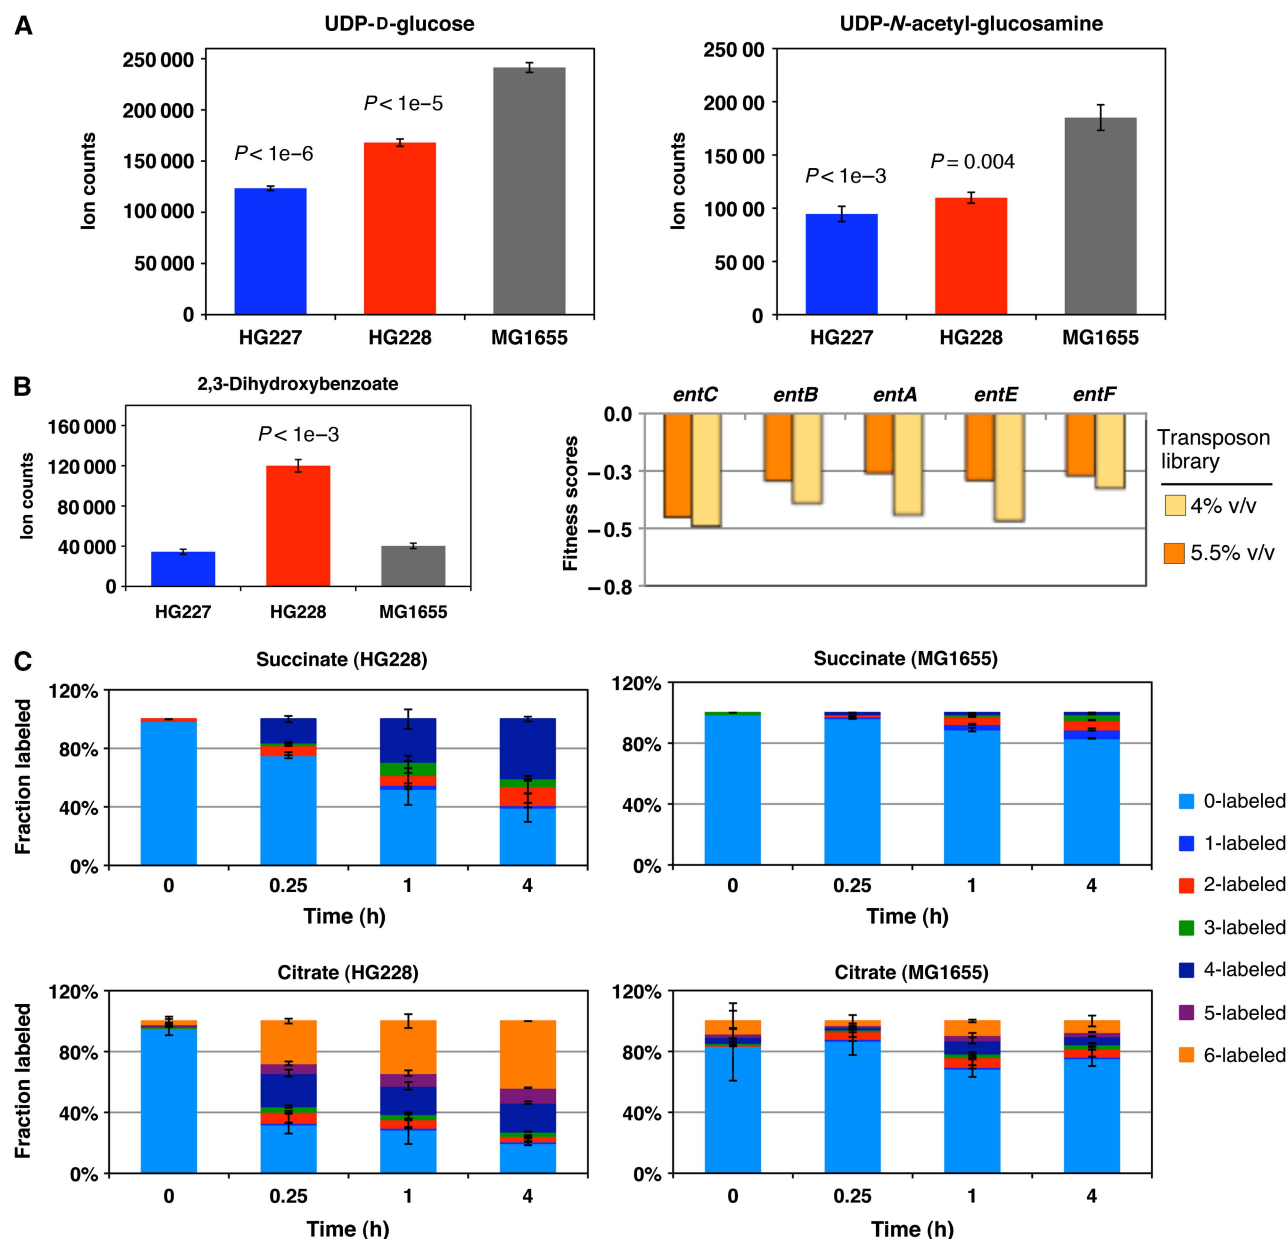 A
UDP-D-glucose
Ion counts
250 000
200 000
150 000
100 000
50 000
0
P < 1e–6
P < 1e–5
HG227 HG228 MG1655
UDP-N-acetyl-glucosamine
Ion counts
250 00
200 00
150 00
100 00
50 00
0
P < 1e–3
P = 0.004
HG227 HG228 MG1655
B
2,3-Dihydroxybenzoate
Ion counts
160 000
120 000
80 000
40 000
0
P < 1e–3
HG227 HG228 MG1655
entC entB entA entE entF
Fitness scores
0.0
–0.3
–0.5
–0.8
Transposon
library
4% v/v
5.5% v/v
C
Succinate (HG228)
Fraction labeled
120%
80%
40%
0%
0 0.25 1 4
Time (h)
Succinate (MG1655)
120%
80%
40%
0%
0 0.25 1 4
Time (h)
Citrate (HG228)
Fraction labeled
120%
80%
40%
0%
0 0.25 1 4
Time (h)
Citrate (MG1655)
120%
80%
40%
0%
0 0.25 1 4
Time (h)
0-labeled
1-labeled
2-labeled
3-labeled
4-labeled
5-labeled
6-labeled